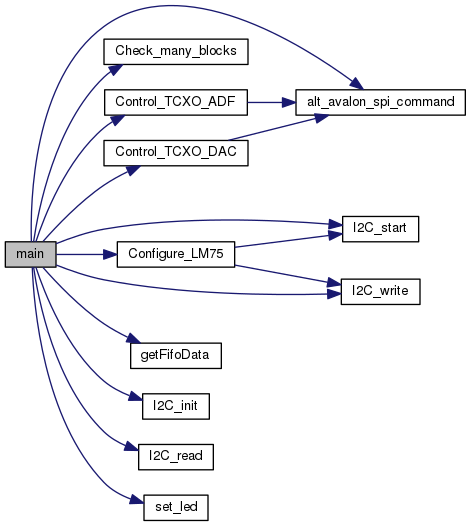 Check_many_blocks
Control_TCXO_ADF
alt_avalon_spi_command
Control_TCXO_DAC
I2C_start
main
Configure_LM75
I2C_write
getFifoData
I2C_init
I2C_read
set_led